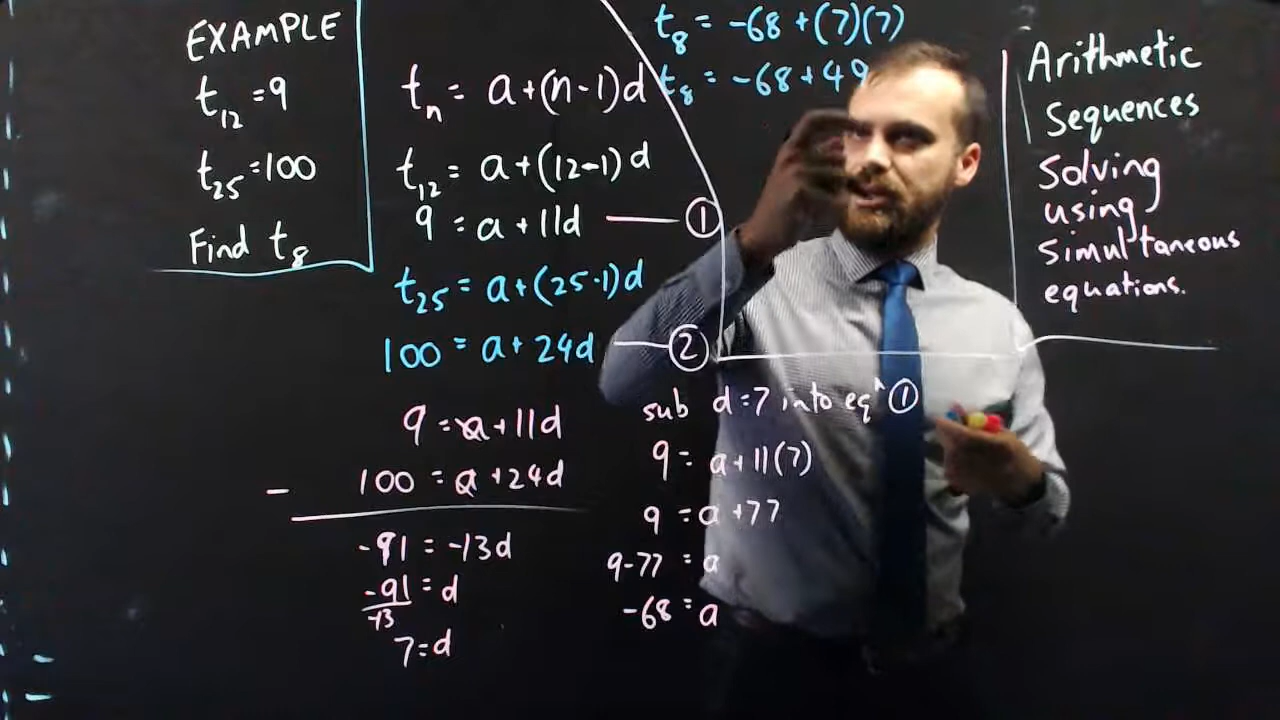 EXAMPLE
t12 = 9
t25 = 100
Find t8
tn = a + (n-1)d
t12 = a + (12-1)d
9 = a + 11d — ①
t25 = a + (25-1)d
100 = a + 24d — ②
9 = a + 11d
- 100 = a + 24d
-91 = -13d
-91/-13 = d
7 = d
sub d = 7 into eqn ①
9 = a + 11(7)
9 = a + 77
9-77 = a
-68 = a
t8 = -68 + (7)(7)
t8 = -68 + 49
Arithmetic
Sequences
Solving
using
Simultaneous
equations.